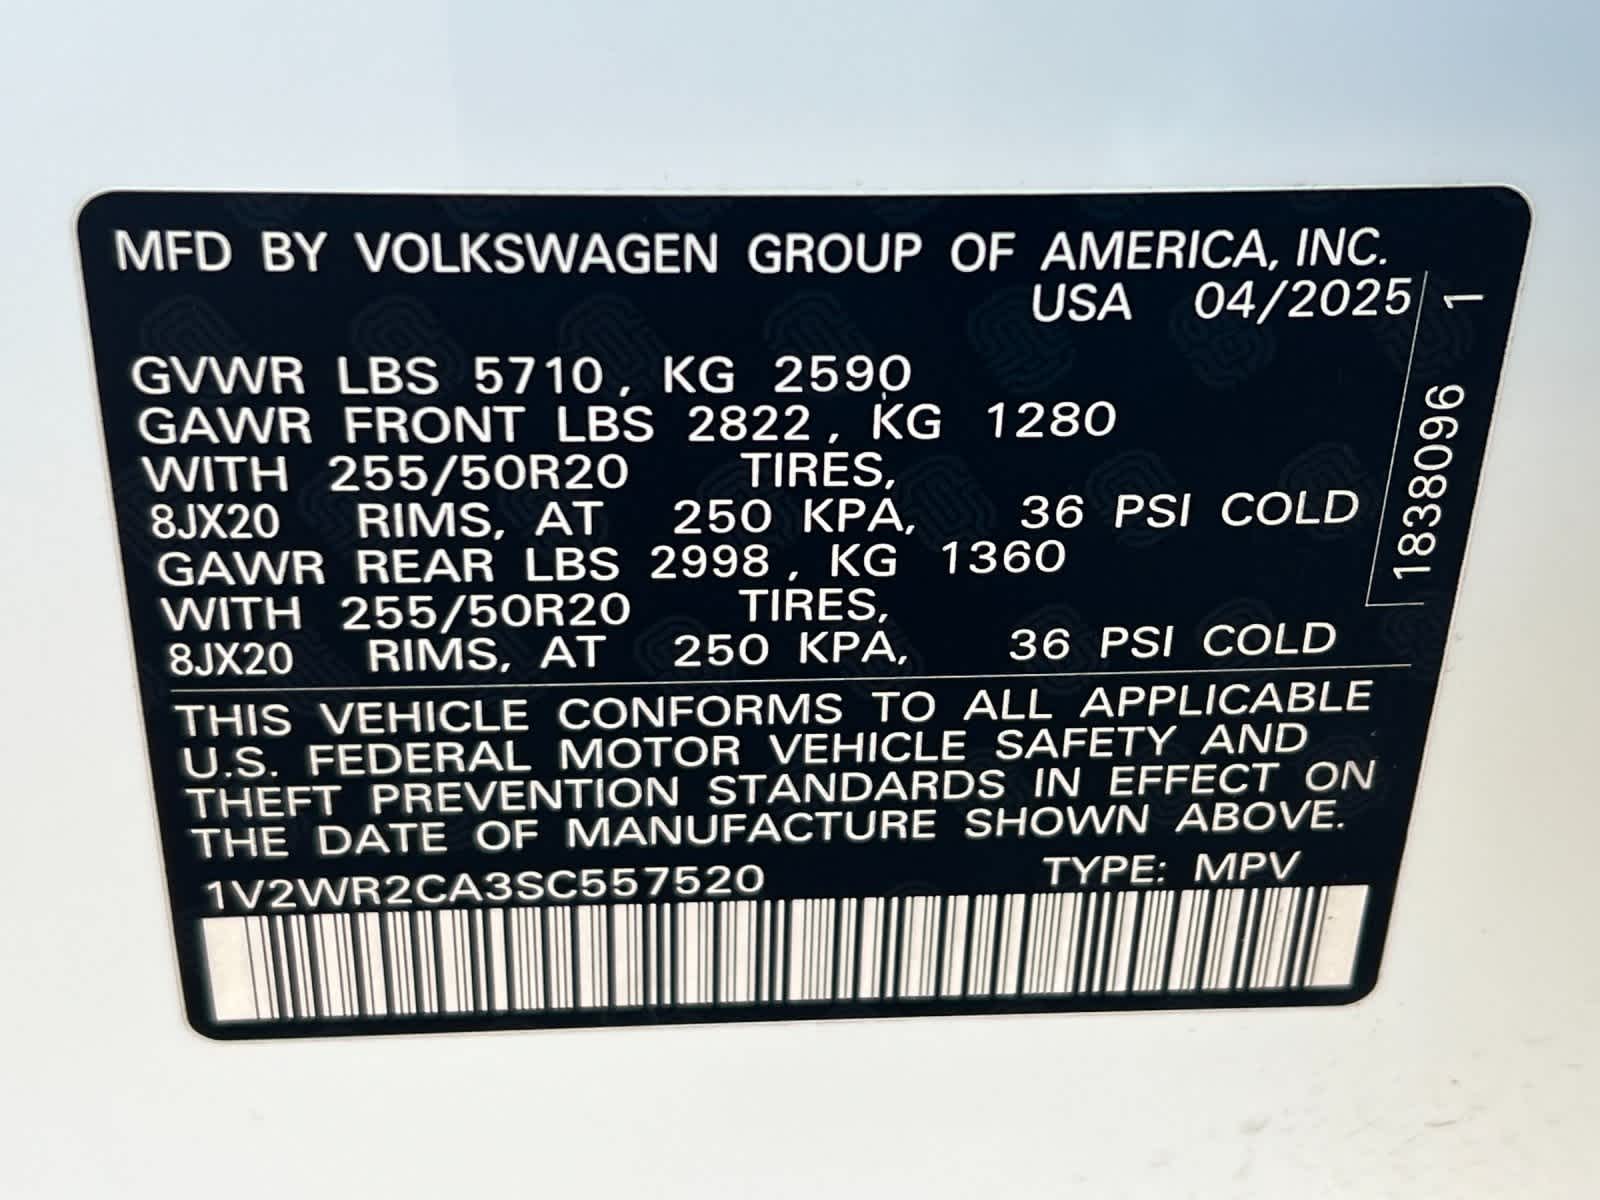 MFD BY VOLKSWAGEN GROUP OF AMERICA, INC.
USA 04/2025
GVWR LBS 5710, KG 2590
GAWR FRONT LBS 2822, KG 1280
WITH 255/50R20 TIRES,
8JX20 RIMS, AT 250 KPA, 36 PSI COLD
GAWR REAR LBS 2998, KG 1360
WITH 255/50R20 TIRES,
8JX20 RIMS, AT 250 KPA, 36 PSI COLD
1838096 1
THIS VEHICLE CONFORMS TO ALL APPLICABLE
U.S. FEDERAL MOTOR VEHICLE SAFETY AND
THEFT PREVENTION STANDARDS IN EFFECT ON
THE DATE OF MANUFACTURE SHOWN ABOVE.
1V2WR2CA3SC557520 TYPE: MPV